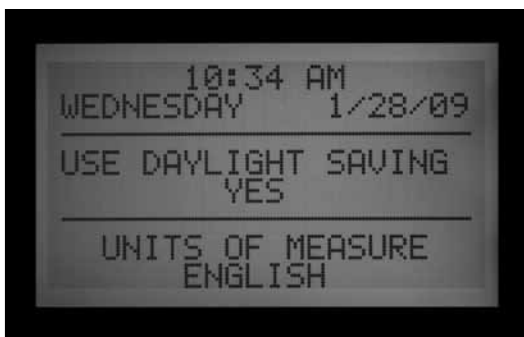 10:34 AM
WEDNESDAY 1/28/09
USE DAYLIGHT SAVING
YES
UNITS OF MEASURE
ENGLISH